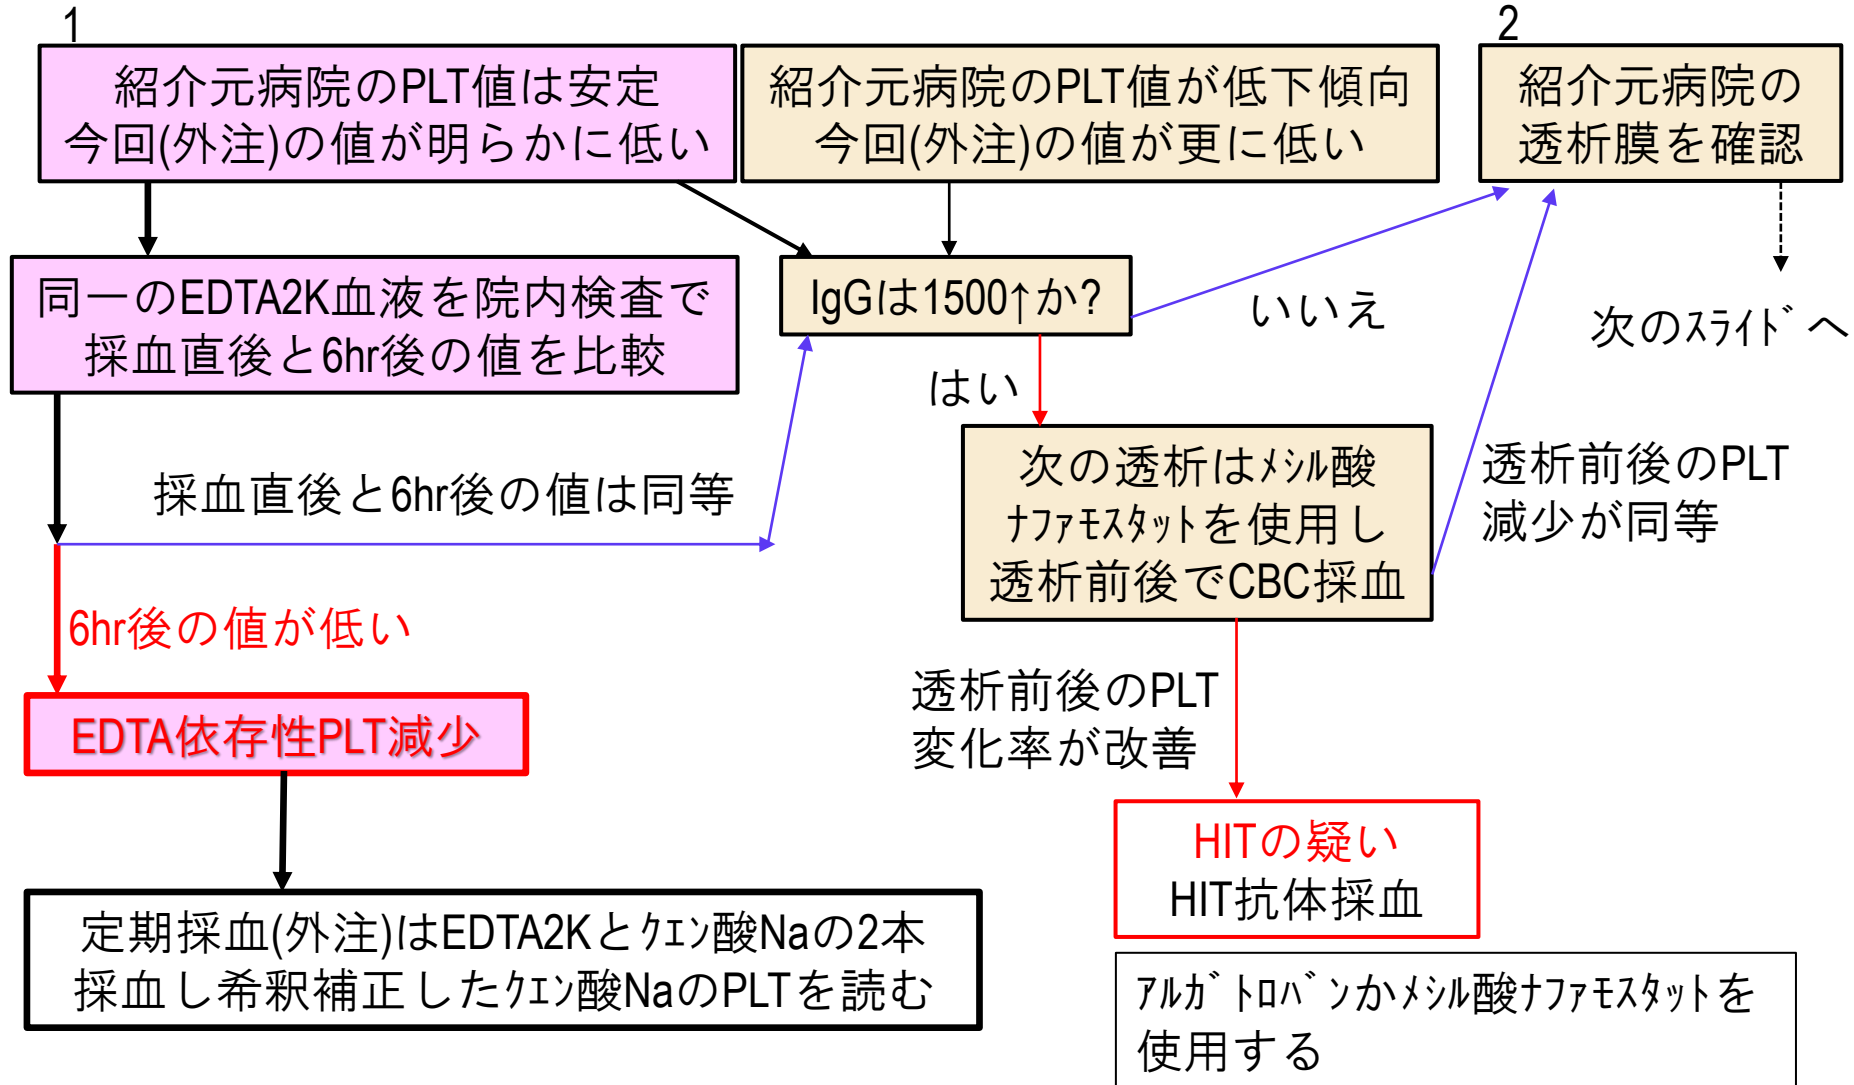 1
紹介元病院のPLT値は安定
今回(外注)の値が明らかに低い
紹介元病院のPLT値が低下傾向
今回(外注)の値が更に低い
2
紹介元病院の
透析膜を確認
同一のEDTA2K血液を院内検査で
採血直後と6hr後の値を比較
IgGは1500↑か?
いいえ
次のｽﾗｲﾄﾞへ
はい
採血直後と6hr後の値は同等
次の透析はﾒｼﾙ酸
ﾅﾌｧﾓｽﾀｯﾄを使用し
透析前後でCBC採血
透析前後のPLT
減少が同等
6hr後の値が低い
EDTA依存性PLT減少
透析前後のPLT
変化率が改善
HITの疑い
HIT抗体採血
定期採血(外注)はEDTA2Kとｸｴﾝ酸Naの2本
採血し希釈補正したｸｴﾝ酸NaのPLTを読む
ｱﾙｶﾞﾄﾛﾊﾞﾝかﾒｼﾙ酸ﾅﾌｧﾓｽﾀｯﾄを
使用する